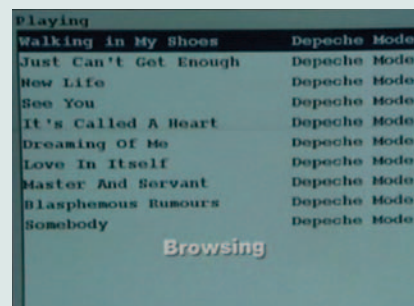 Playing
Walking in My Shoes Depeche Mode
Just Can't Get Enough Depeche Mode
New Life Depeche Mode
See You Depeche Mode
It's Called A Heart Depeche Mode
Dreaming Of Me Depeche Mode
Love In Itself Depeche Mode
Master And Servant Depeche Mode
Blasphemous Rumours Depeche Mode
Somebody Depeche Mode
Browsing